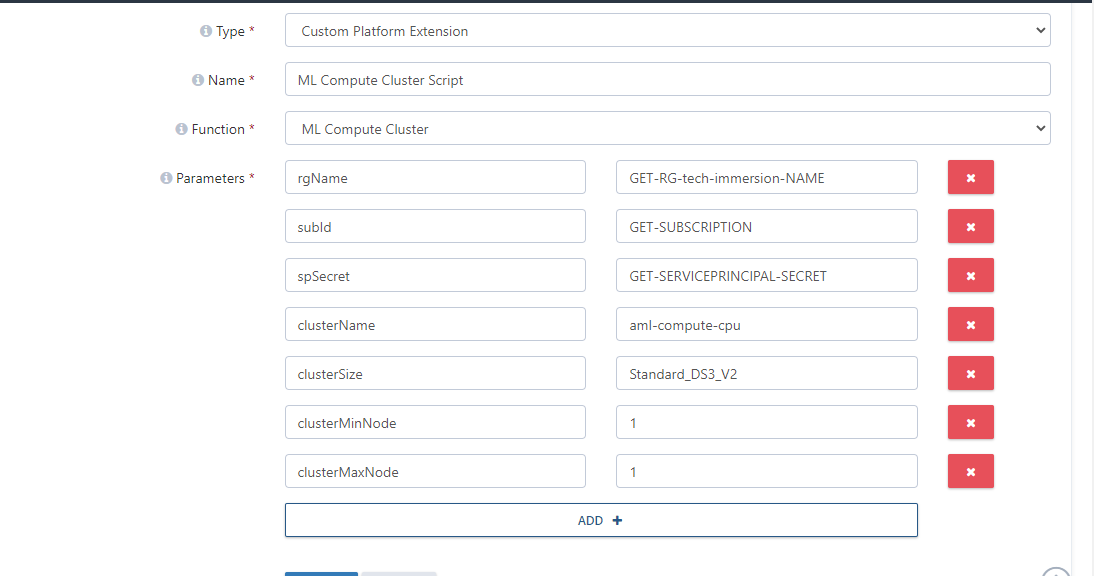 Type *
Custom Platform Extension
Name *
ML Compute Cluster Script
Function *
ML Compute Cluster
Parameters *
rgName
GET-RG-tech-immersion-NAME
subId
GET-SUBSCRIPTION
spSecret
GET-SERVICEPRINCIPAL-SECRET
clusterName
aml-compute-cpu
clusterSize
Standard_DS3_V2
clusterMinNode
1
clusterMaxNode
1
ADD